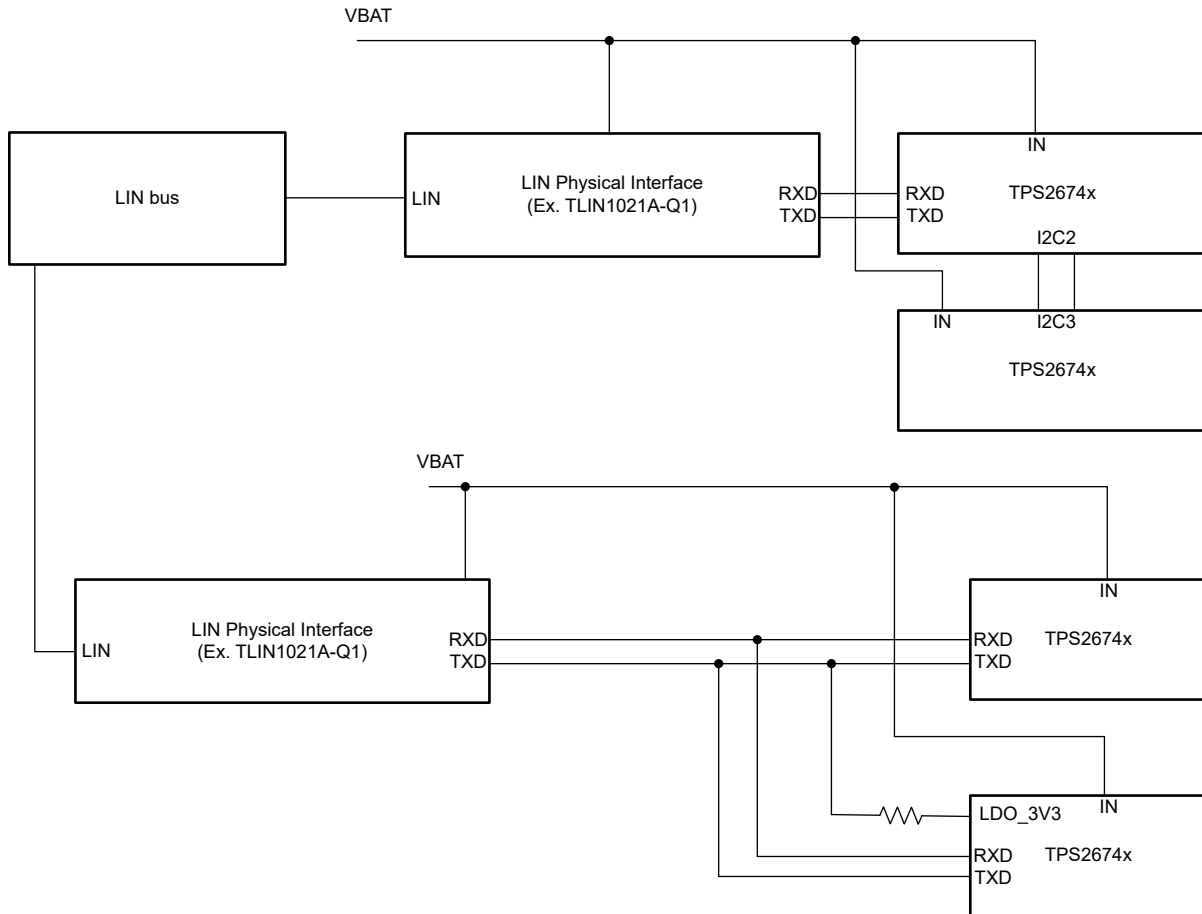 VBAT
LIN bus
LIN
LIN Physical Interface
(Ex. TLIN1021A-Q1)
RXD
TXD
IN
RXD
TXD
TPS2674x
I2C2
IN
I2C3
TPS2674x
VBAT
LIN
LIN Physical Interface
(Ex. TLIN1021A-Q1)
RXD
TXD
IN
RXD
TXD
TPS2674x
IN
LDO_3V3
RXD
TXD
TPS2674x